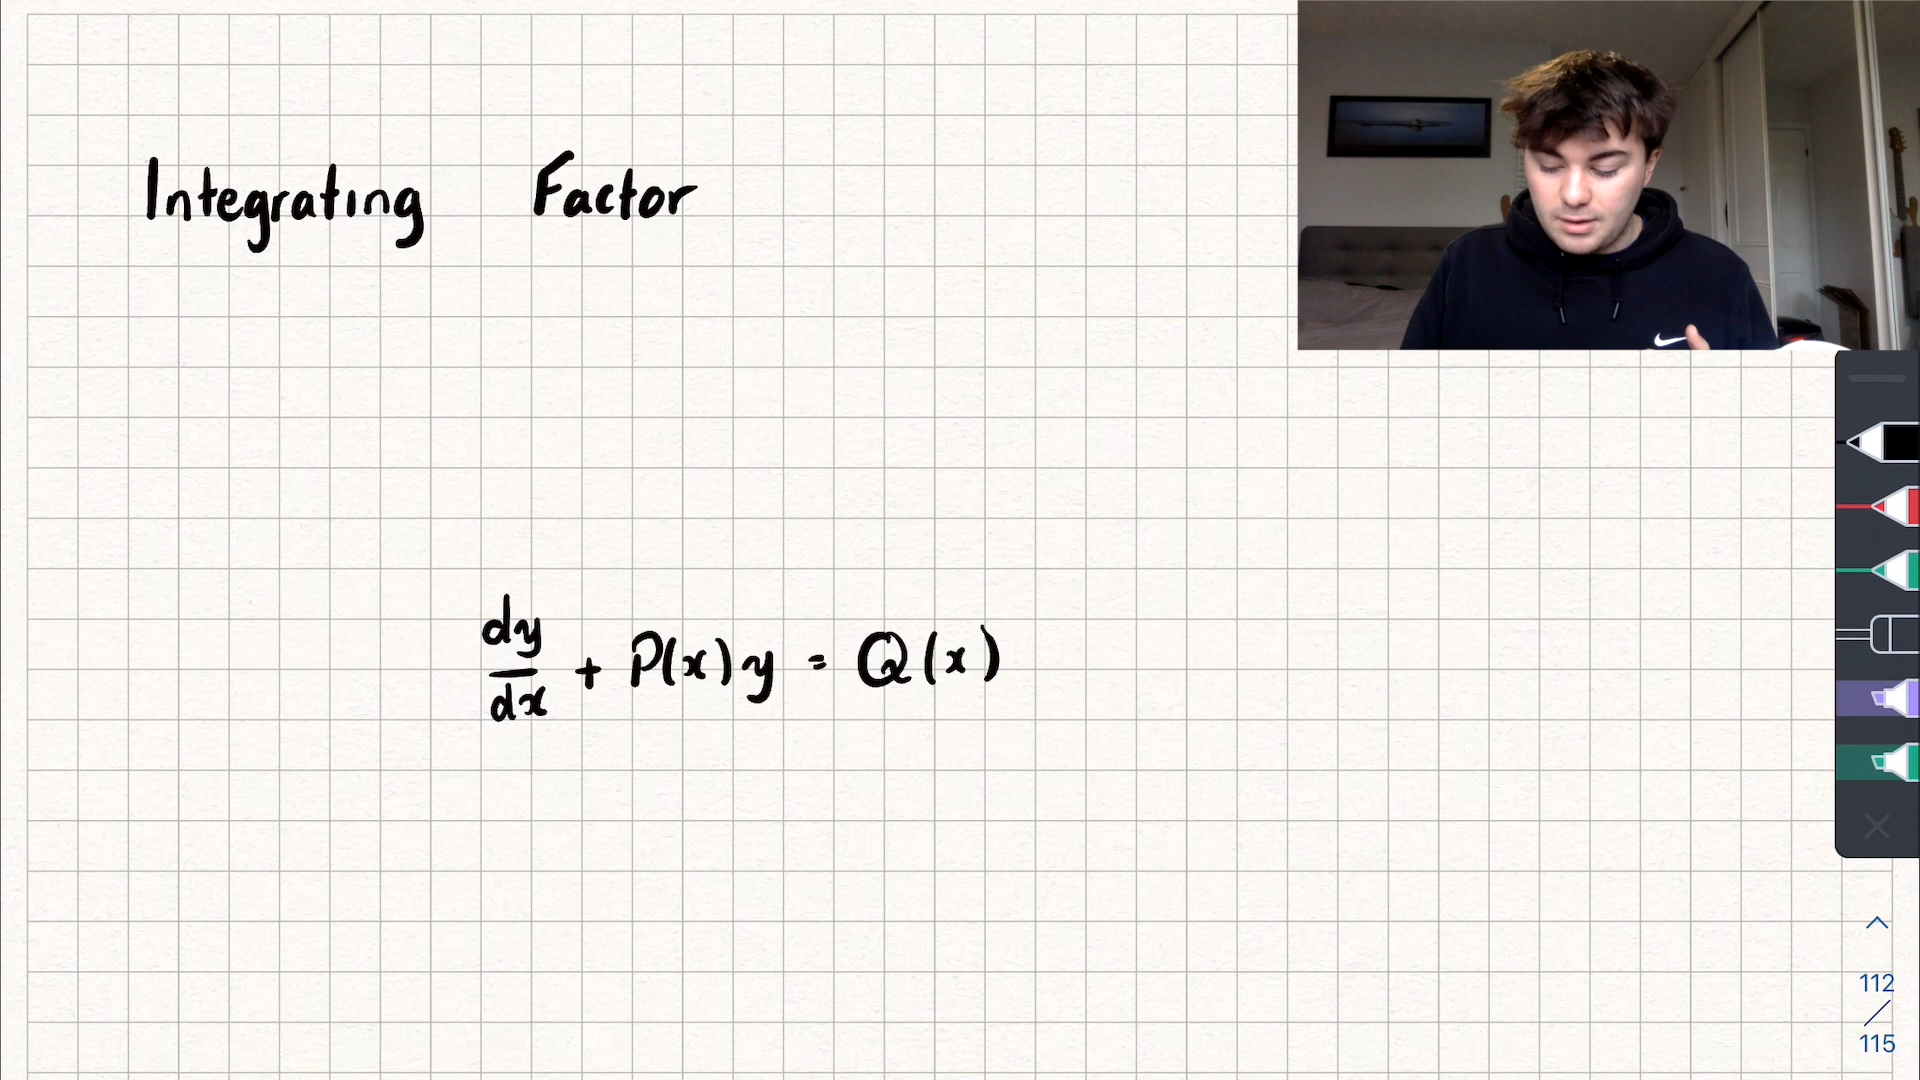 Integrating Factor
dy/dx + P(x)y = Q(x)
112
/
115